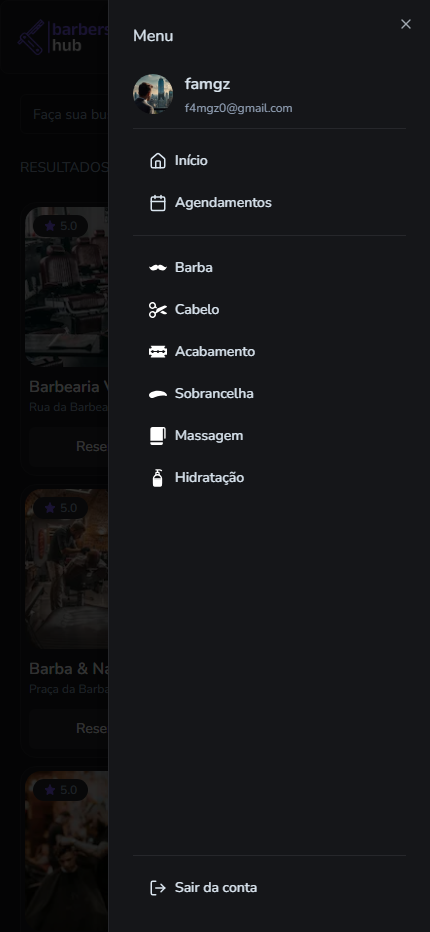 barbers
hub
Faça sua bu
RESULTADOS
5.0
Barbearia V
Rua da Barbea
Rese
5.0
Barba & Na
Praça da Barba
Rese
5.0
Menu
famgz
f4mgz0@gmail.com
Início
Agendamentos
Barba
Cabelo
Acabamento
Sobrancelha
Massagem
Hidratação
Sair da conta